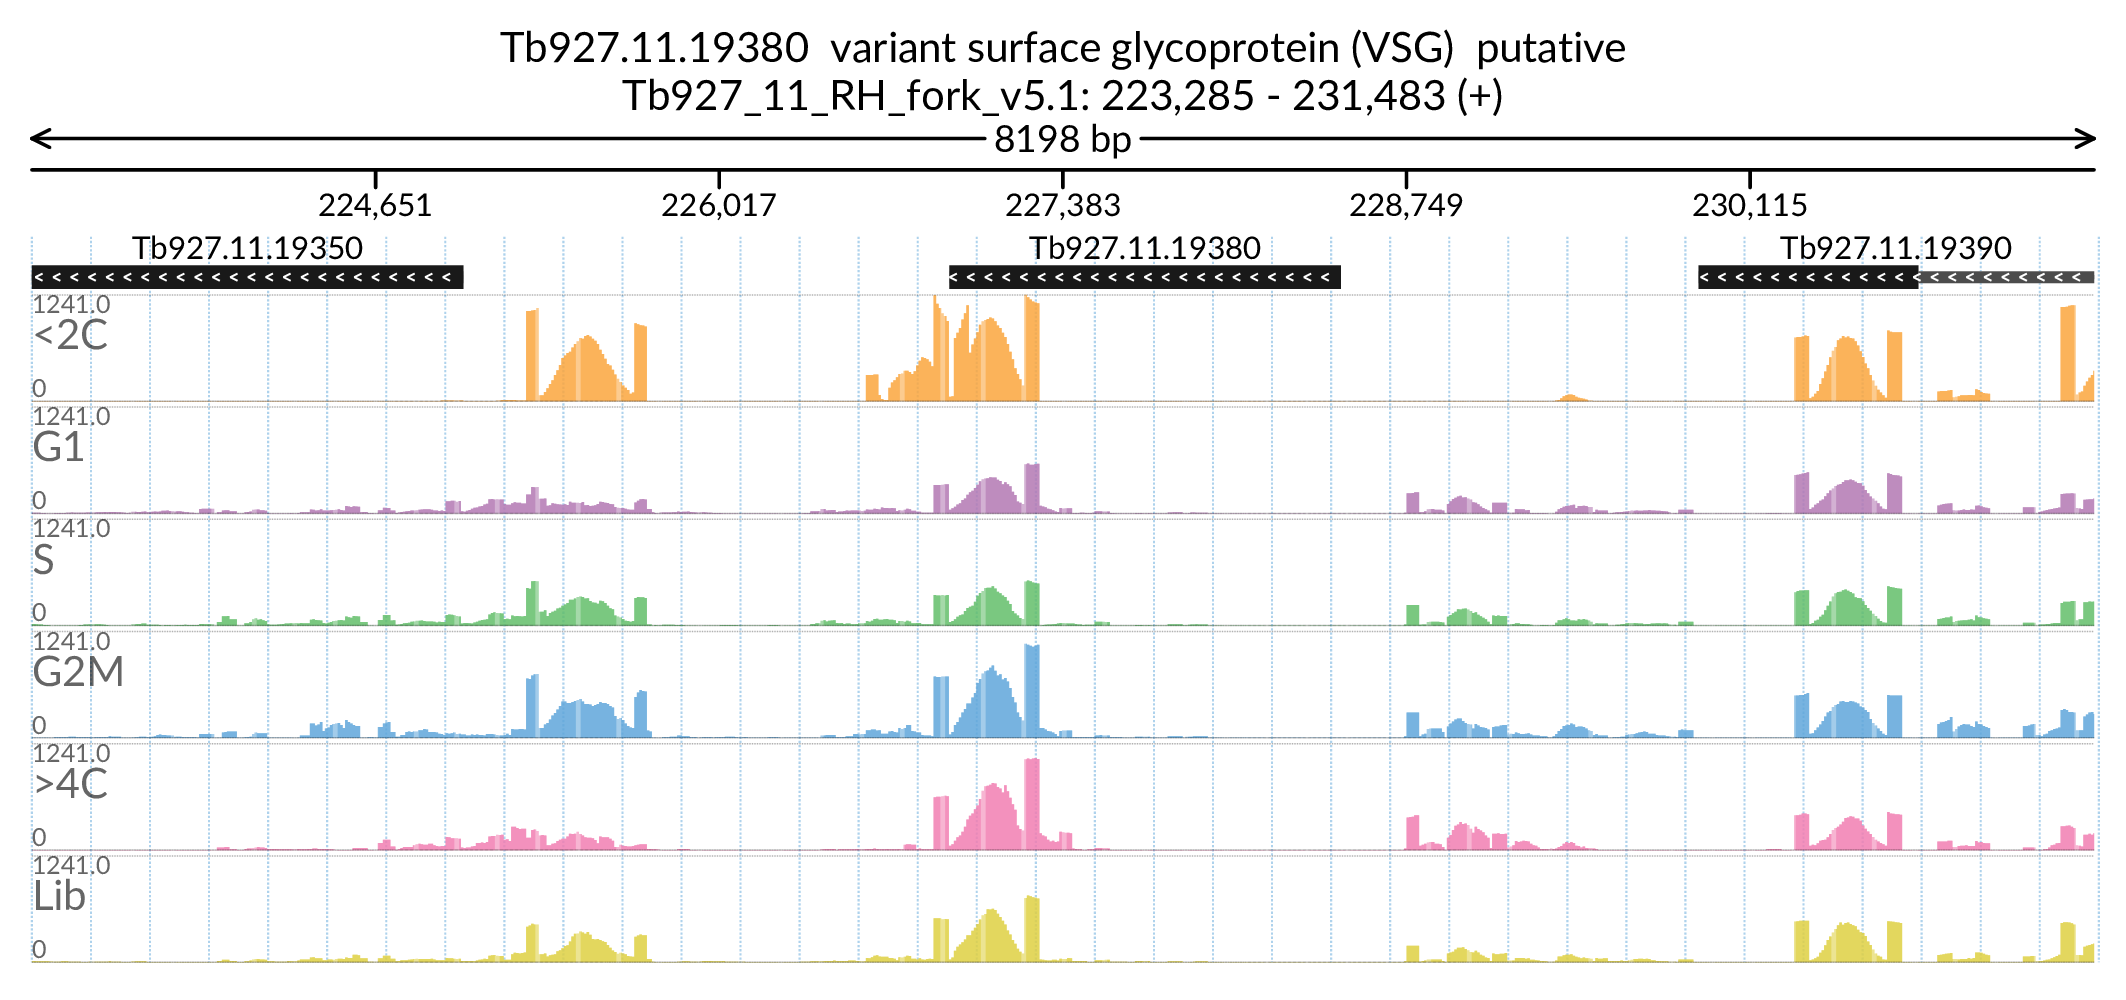 Tb927.11.19380  variant surface glycoprotein (VSG)  putative
Tb927_11_RH_fork_v5.1: 223,285 - 231,483 (+)
8198 bp
224,651 226,017 227,383 228,749 230,115
Tb927.11.19350 Tb927.11.19380 Tb927.11.19390
1241.0
<2C
0
1241.0
G1
0
1241.0
S
0
1241.0
G2M
0
1241.0
>4C
0
1241.0
Lib
0